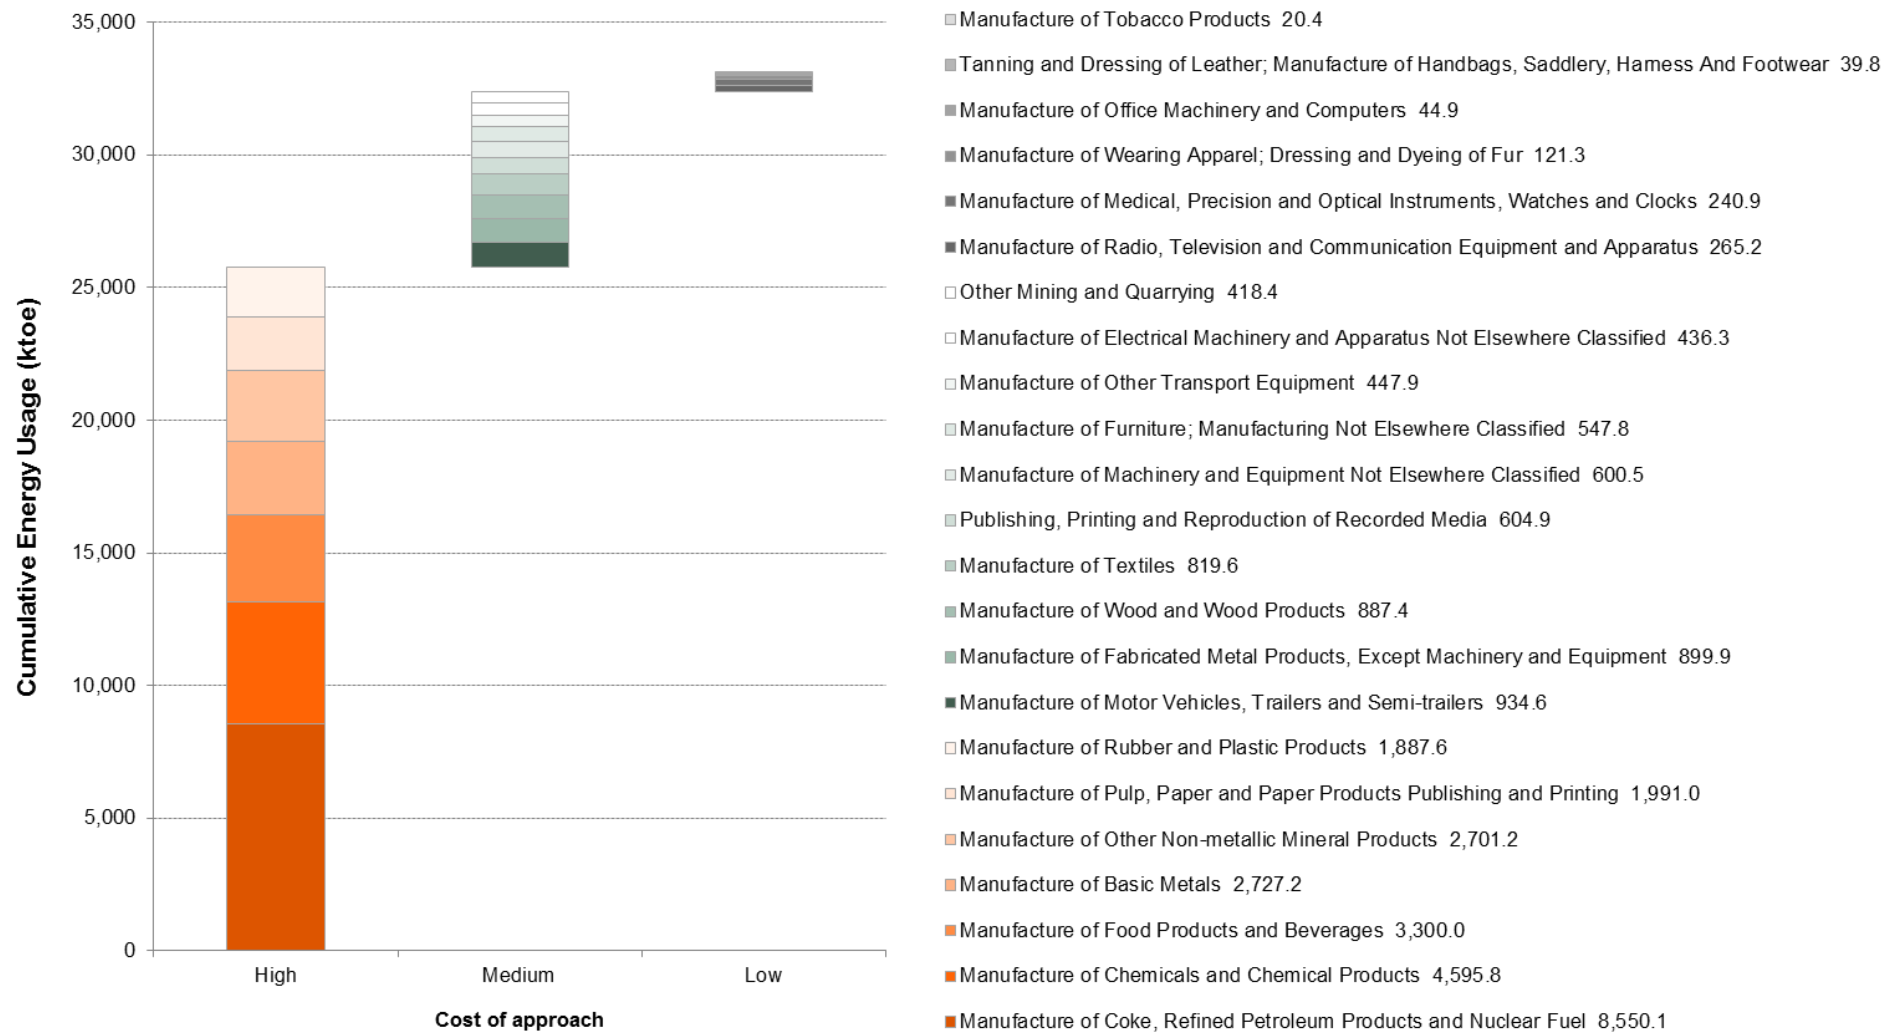 35,000
30,000
25,000
20,000
15,000
10,000
5,000
0
Cumulative Energy Usage (ktoe)
High
Medium
Low
Cost of approach
Manufacture of Tobacco Products 20.4
Tanning and Dressing of Leather; Manufacture of Handbags, Saddlery, Harness And Footwear 39.8
Manufacture of Office Machinery and Computers 44.9
Manufacture of Wearing Apparel; Dressing and Dyeing of Fur 121.3
Manufacture of Medical, Precision and Optical Instruments, Watches and Clocks 240.9
Manufacture of Radio, Television and Communication Equipment and Apparatus 265.2
Other Mining and Quarrying 418.4
Manufacture of Electrical Machinery and Apparatus Not Elsewhere Classified 436.3
Manufacture of Other Transport Equipment 447.9
Manufacture of Furniture; Manufacturing Not Elsewhere Classified 547.8
Manufacture of Machinery and Equipment Not Elsewhere Classified 600.5
Publishing, Printing and Reproduction of Recorded Media 604.9
Manufacture of Textiles 819.6
Manufacture of Wood and Wood Products 887.4
Manufacture of Fabricated Metal Products, Except Machinery and Equipment 899.9
Manufacture of Motor Vehicles, Trailers and Semi-trailers 934.6
Manufacture of Rubber and Plastic Products 1,887.6
Manufacture of Pulp, Paper and Paper Products Publishing and Printing 1,991.0
Manufacture of Other Non-metallic Mineral Products 2,701.2
Manufacture of Basic Metals 2,727.2
Manufacture of Food Products and Beverages 3,300.0
Manufacture of Chemicals and Chemical Products 4,595.8
Manufacture of Coke, Refined Petroleum Products and Nuclear Fuel 8,550.1